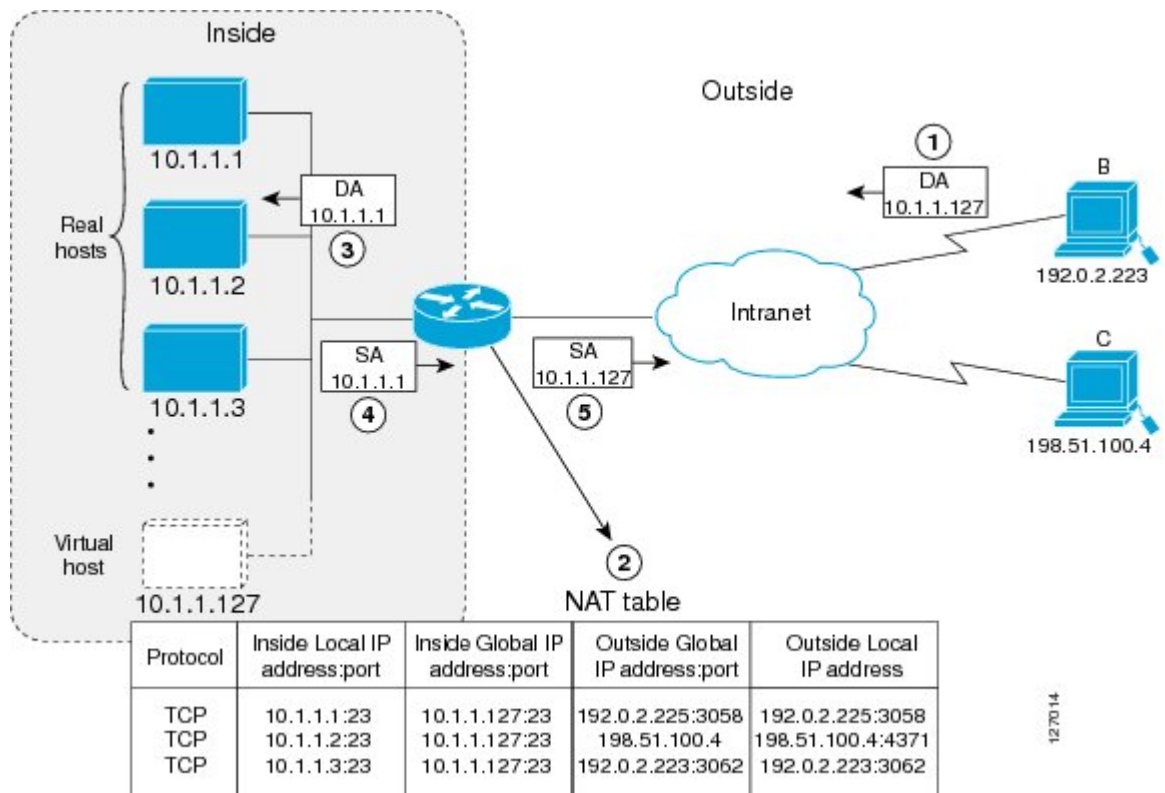 Inside
Outside
10.1.1.1
DA
10.1.1.1
3
Real
hosts
10.1.1.2
10.1.1.3
SA
10.1.1.1
4
Virtual
host
10.1.1.127
1
DA
10.1.1.127
B
192.0.2.223
Intranet
SA
10.1.1.127
5
C
198.51.100.4
2
NAT table
Protocol
Inside Local IP
address:port
Inside Global IP
address:port
Outside Global
IP address:port
Outside Local
IP address
TCP 10.1.1.1:23 10.1.1.127:23 192.0.2.225:3058 192.0.2.225:3058
TCP 10.1.1.2:23 10.1.1.127:23 198.51.100.4 198.51.100.4:4371
TCP 10.1.1.3:23 10.1.1.127:23 192.0.2.223:3062 192.0.2.223:3062
127014